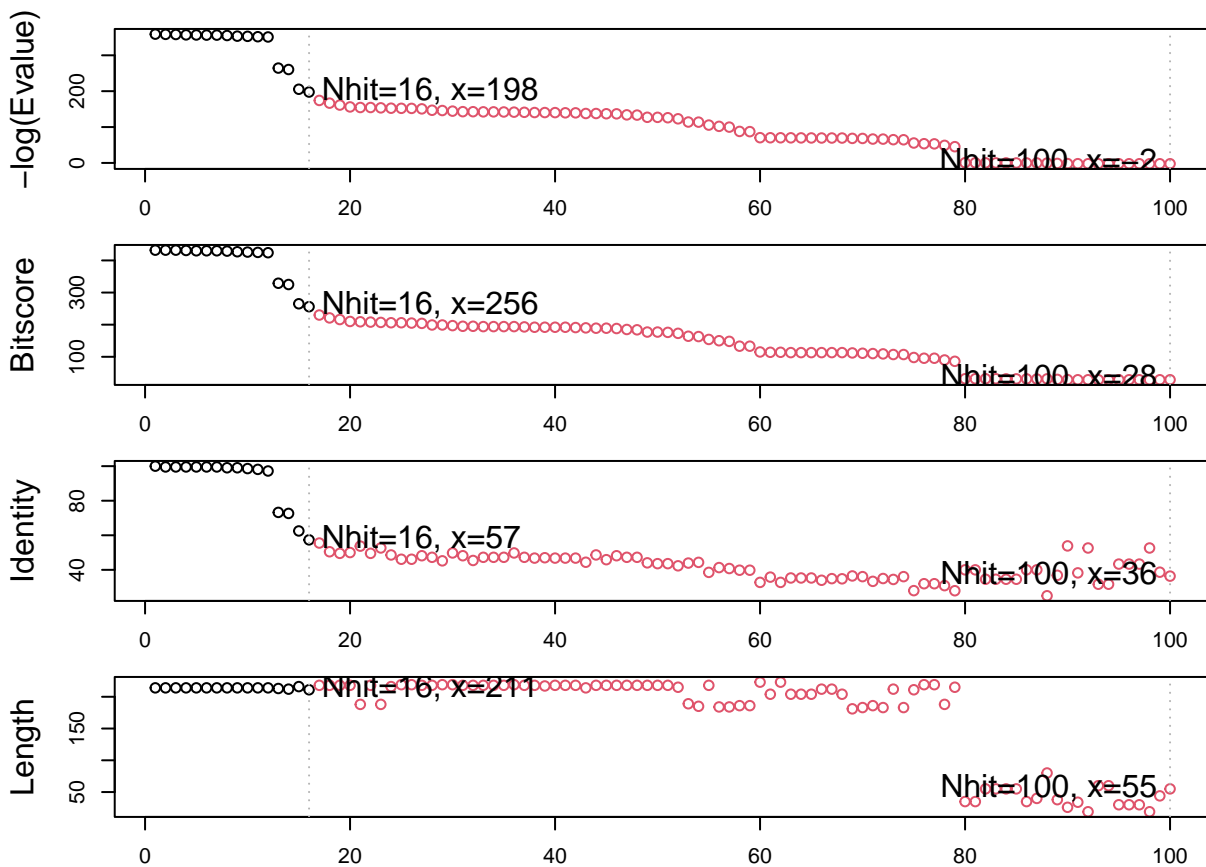 −log(Evalue)
200
0
Nhit=16, x=198
Nhit=100, x=−2
0 20 40 60 80 100
Bitscore
300
100
Nhit=16, x=256
Nhit=100, x=28
0 20 40 60 80 100
Identity
80
40
Nhit=16, x=57
Nhit=100, x=36
0 20 40 60 80 100
Length
150
50
Nhit=16, x=211
Nhit=100, x=55
0 20 40 60 80 100